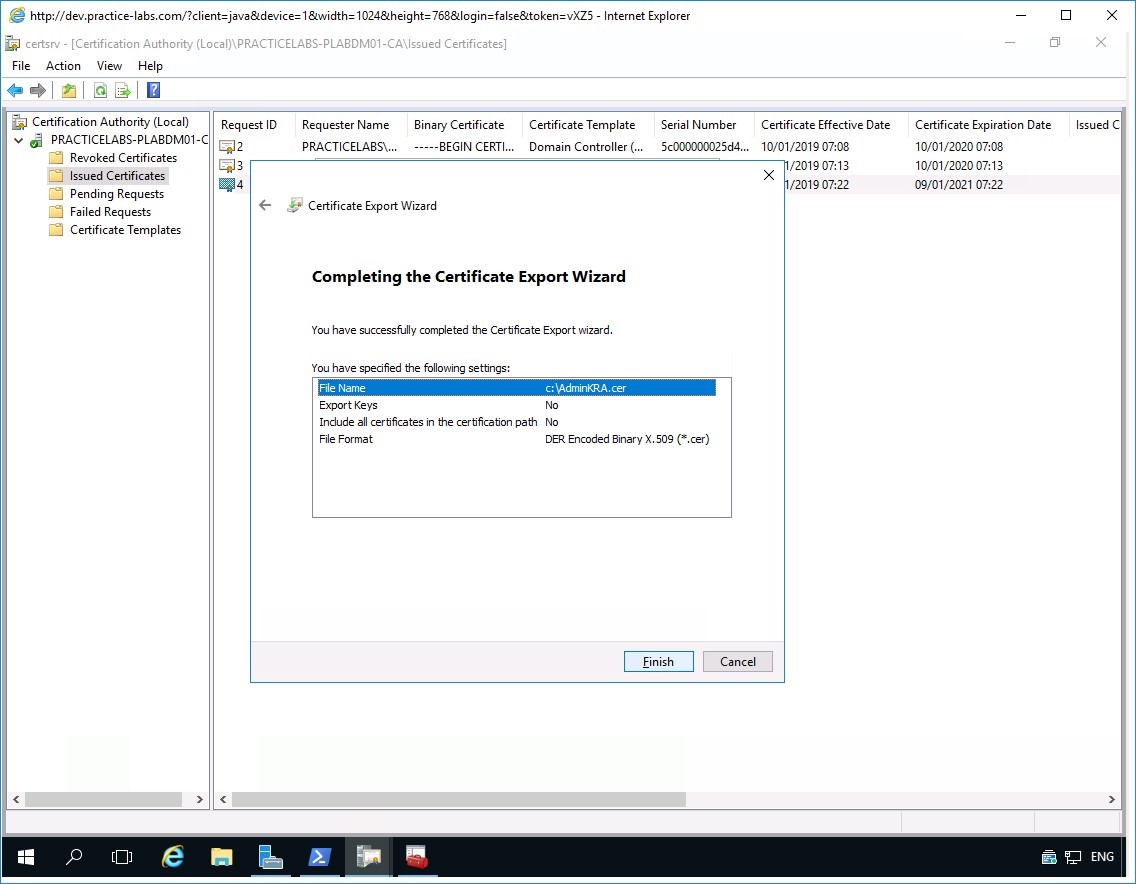 http://dev.practice-labs.com/?client=java&device=1&width=1024&height=768&login=false&token=vXZ5 - Internet Explorer
certsrv - [Certification Authority (Local)\PRACTICELABS-PLABDM01-CA\Issued Certificates]
File Action View Help
Certification Authority (Local)
PRACTICELABS-PLABDM01-C
Revoked Certificates
Issued Certificates
Pending Requests
Failed Requests
Certificate Templates
Request ID Requester Name Binary Certificate Certificate Template Serial Number Certificate Effective Date Certificate Expiration Date Issued C
2 PRACTICELABS\... -----BEGIN CERTI... Domain Controller (... 5c000000025d4... 10/01/2019 07:08 10/01/2020 07:08
3 1/2019 07:13 10/01/2020 07:13
4 1/2019 07:22 09/01/2021 07:22
Certificate Export Wizard
Completing the Certificate Export Wizard
You have successfully completed the Certificate Export wizard.
You have specified the following settings:
File Name c:\AdminKRA.cer
Export Keys No
Include all certificates in the certification path No
File Format DER Encoded Binary X.509 (*.cer)
Finish Cancel
ENG